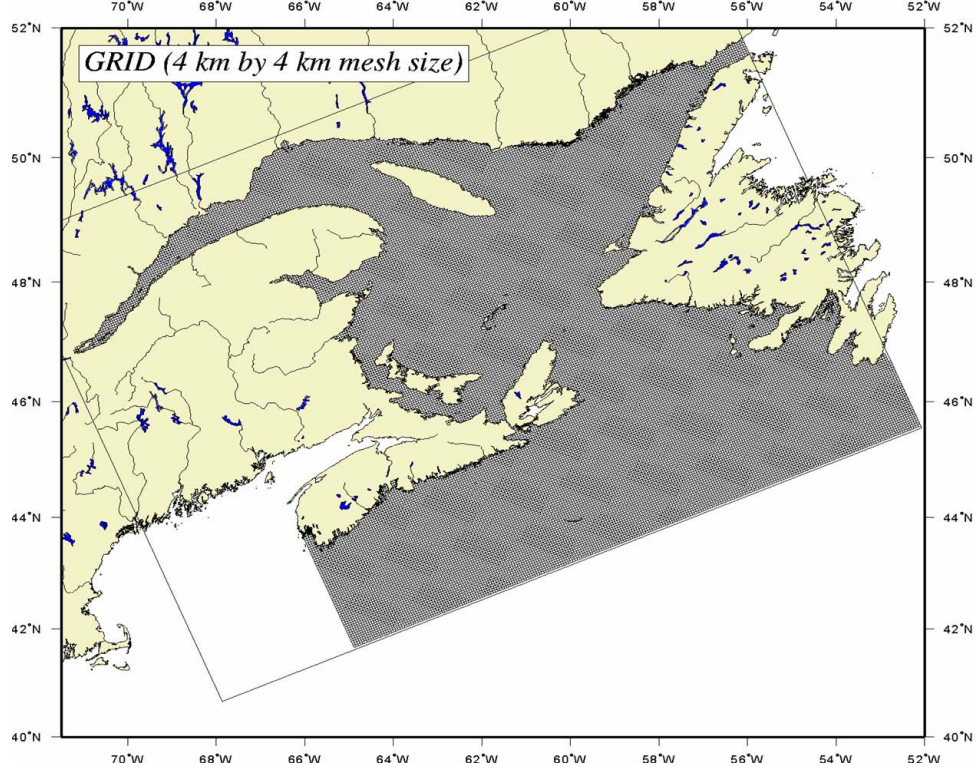 70˚W 68˚W 66˚W 64˚W 62˚W 60˚W 58˚W 56˚W 54˚W 52˚W
52˚N 52˚N
GRID (4 km by 4 km mesh size)
50˚N 50˚N
48˚N 48˚N
46˚N 46˚N
44˚N 44˚N
42˚N 42˚N
40˚N 40˚N
70˚W 68˚W 66˚W 64˚W 62˚W 60˚W 58˚W 56˚W 54˚W 52˚W